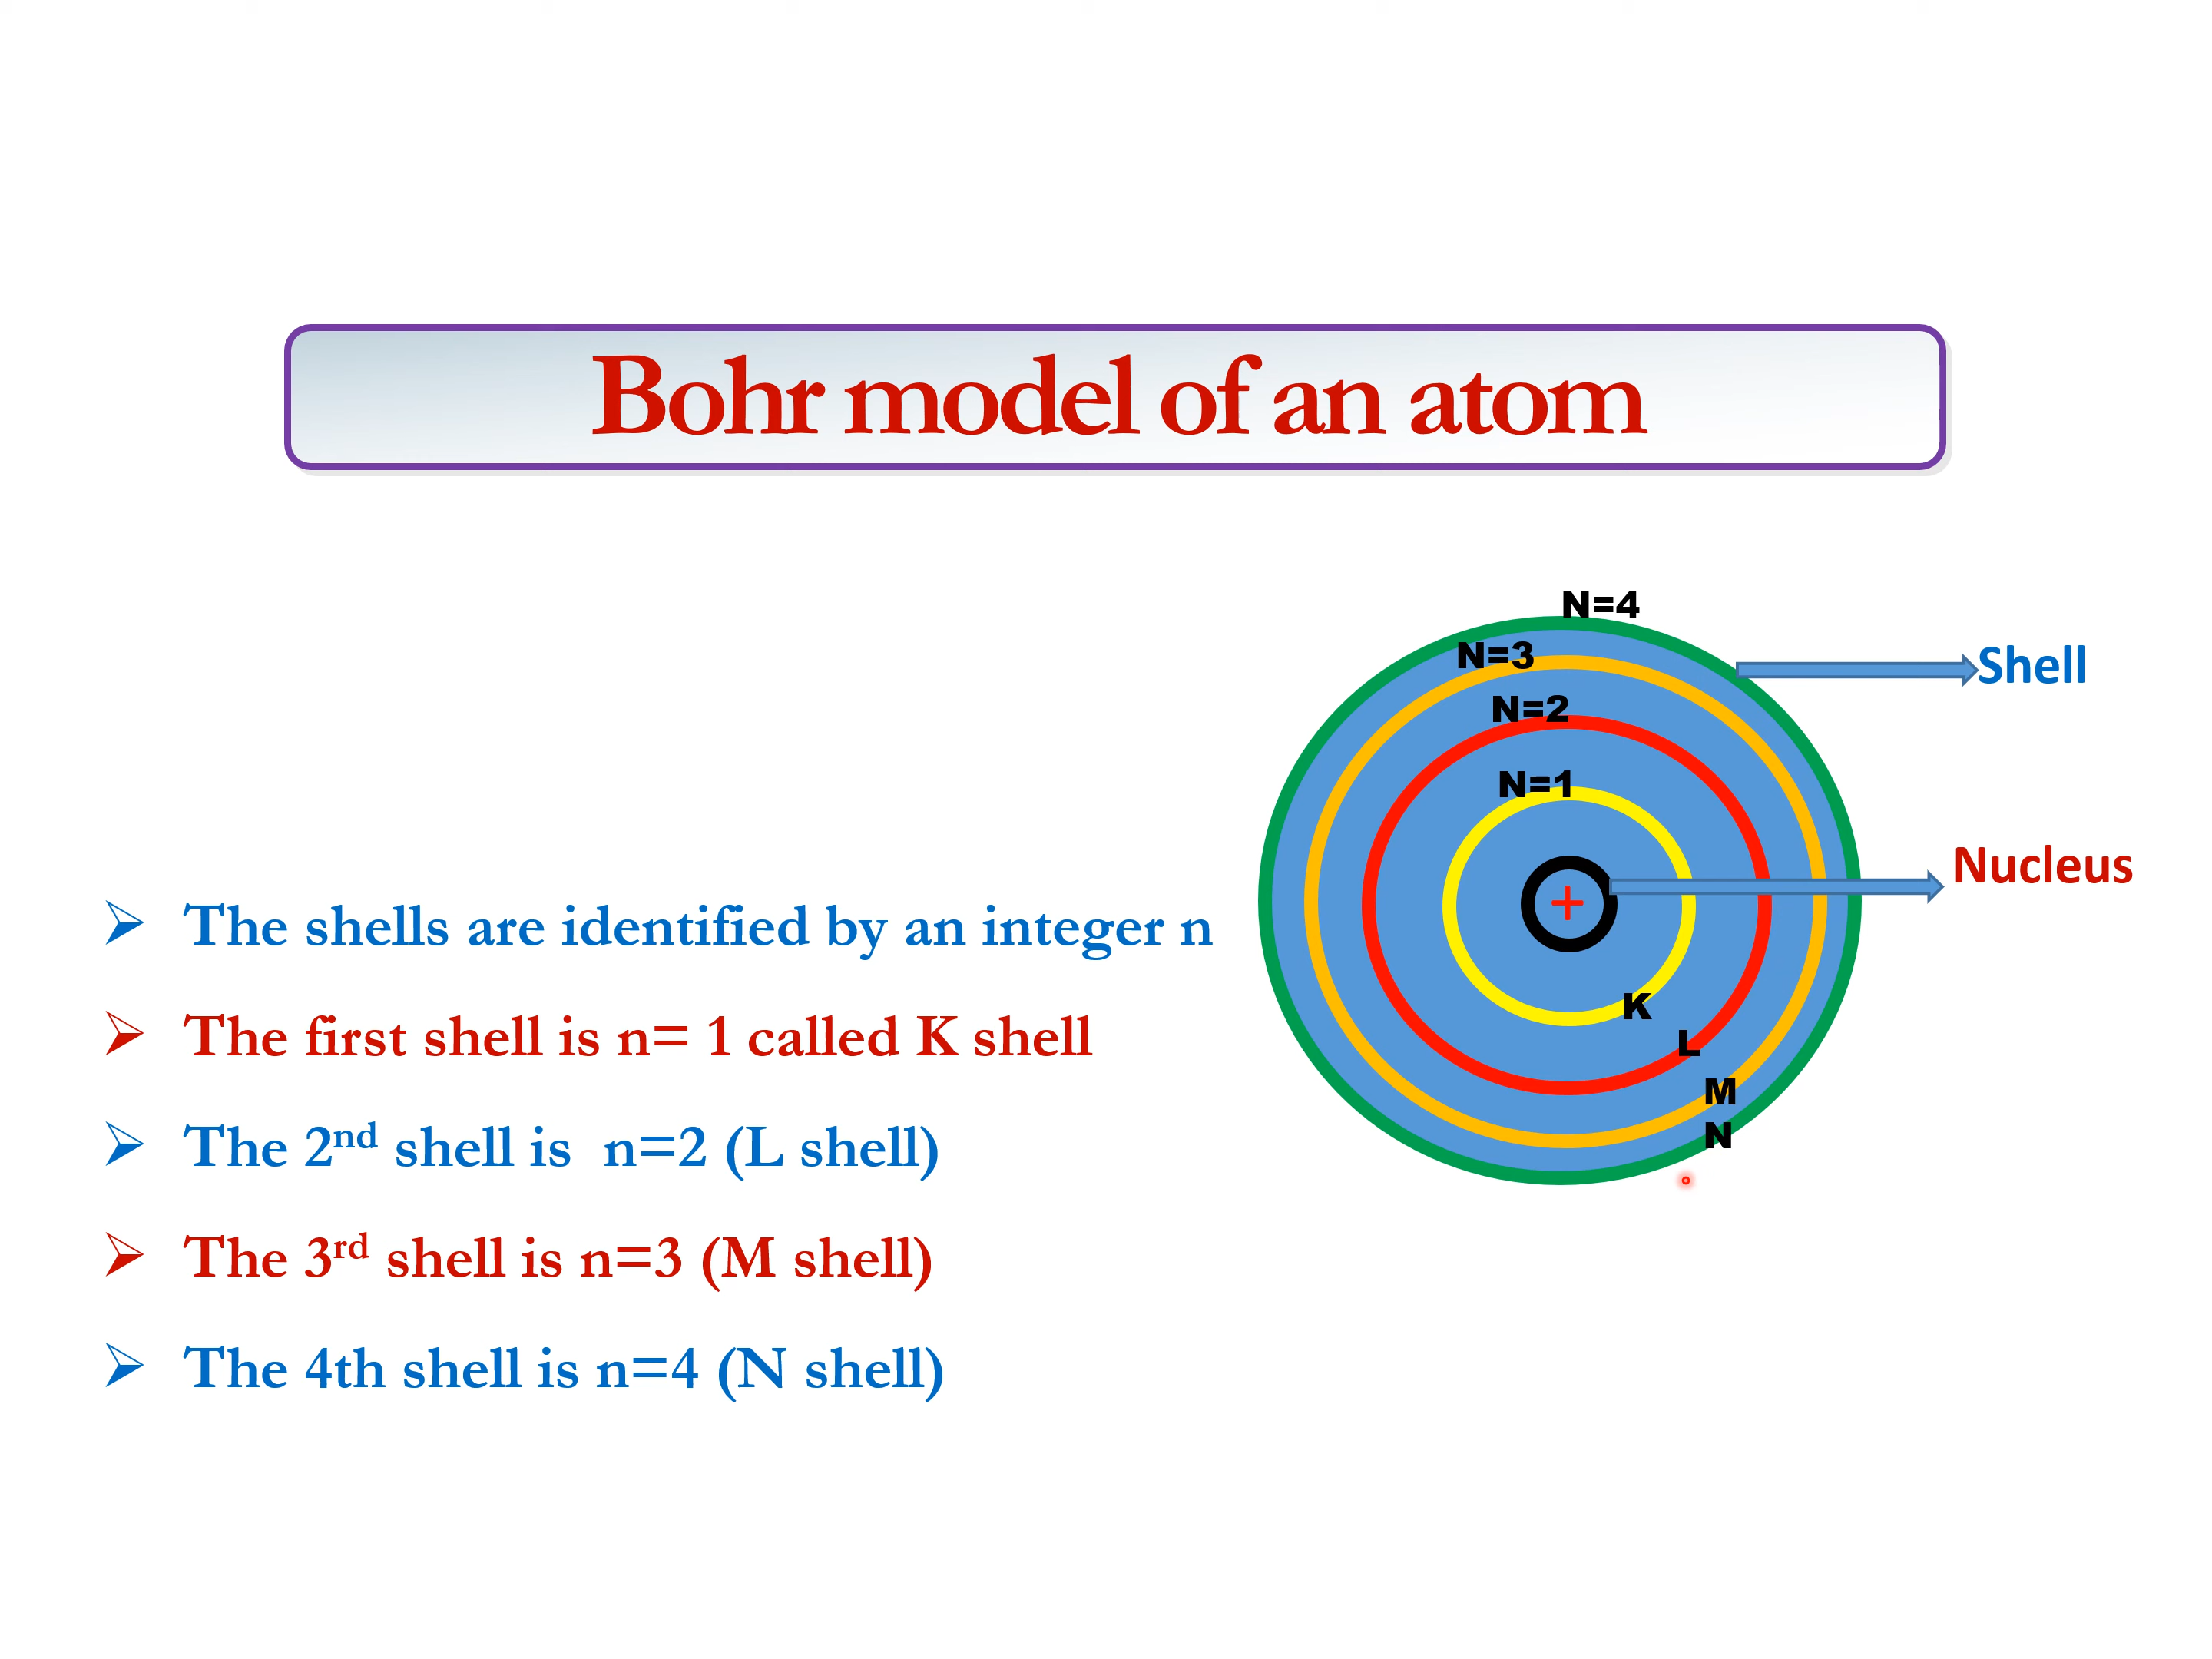 Bohr model of an atom
N=4
N=3
Shell
N=2
N=1
Nucleus
+
K
L
M
N
➢ The shells are identified by an integer n
➢ The first shell is n= 1 called K shell
➢ The 2nd shell is  n=2 (L shell)
➢ The 3rd shell is n=3 (M shell)
➢ The 4th shell is n=4 (N shell)